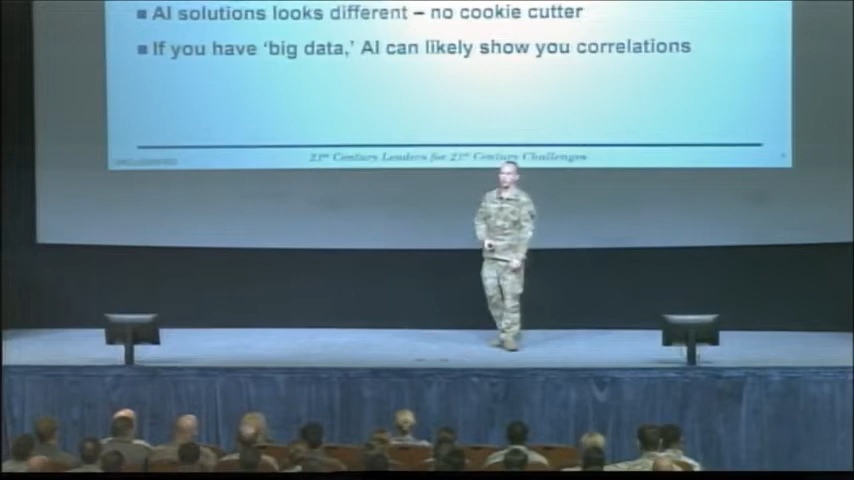 ▪ AI solutions looks different – no cookie cutter
▪ If you have ‘big data,’ AI can likely show you correlations
21st Century Leaders for 21st Century Challenges